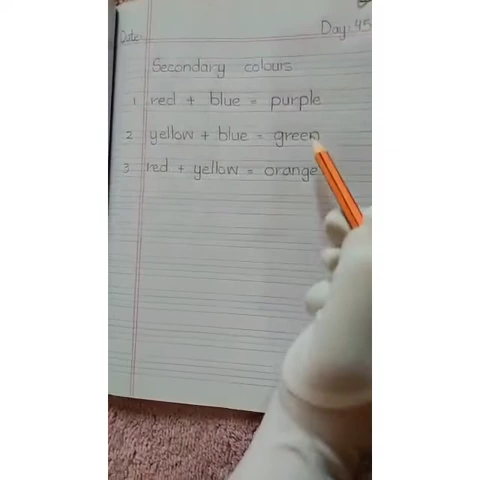 Date:
Day: 45
Secondary colours
1 red + blue = purple
2 yellow + blue = green
3 red + yellow = orange